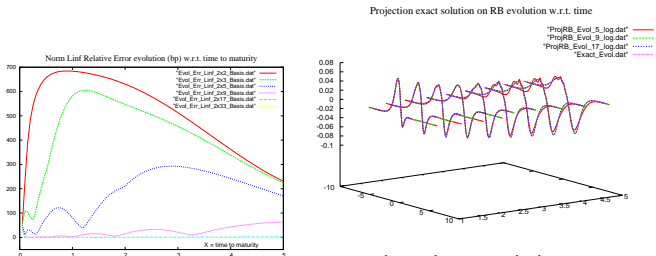 Norm Linf Relative Error evolution (bp) w.r.t. time to maturity
"Evol_Err_Linf_2x2_Basis.dat"
"Evol_Err_Linf_2x3_Basis.dat"
"Evol_Err_Linf_2x5_Basis.dat"
"Evol_Err_Linf_2x9_Basis.dat"
"Evol_Err_Linf_2x17_Basis.dat"
"Evol_Err_Linf_2x33_Basis.dat"
700
600
500
400
300
200
100
0
X = time to maturity
0 1 2 3 4 5
Projection exact solution on RB evolution w.r.t. time
"ProjRB_Evol_5_log.dat"
"ProjRB_Evol_9_log.dat"
"ProjRB_Evol_17_log.dat"
"Exact_Evol.dat"
0.08
0.06
0.04
0.02
0
-0.02
-0.04
-0.06
-0.08
-0.1
-10
-5
0
5
10
1.5 2 2.5 3 3.5 4 4.5 5